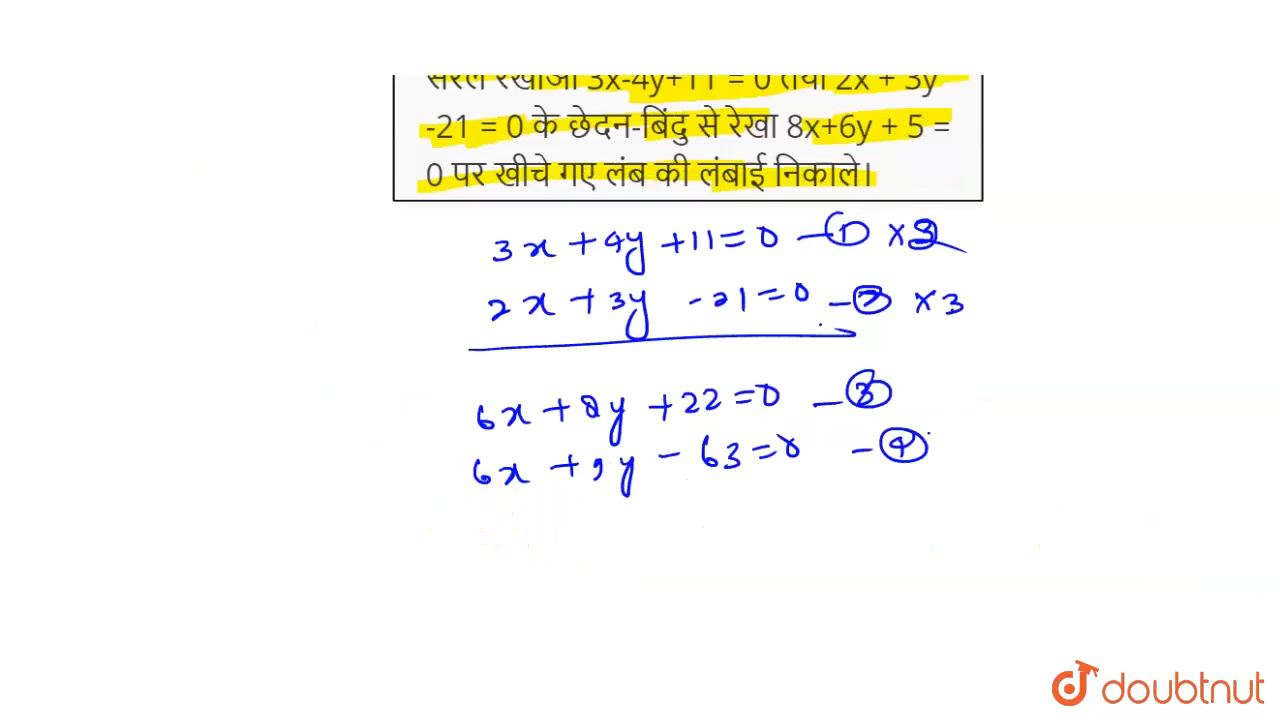 सरल रेखाओं 3x-4y+11 = 0 तथा 2x + 3y
-21 = 0 के छेदन-बिंदु से रेखा 8x+6y + 5 =
0 पर खीचे गए लंब की लंबाई निकाले।
3x + 4y + 11 = 0 - ① × 2
2x + 3y - 21 = 0 - ② × 3
6x + 8y + 22 = 0 - ③
6x + 9y - 63 = 0 - ④
doubtnut